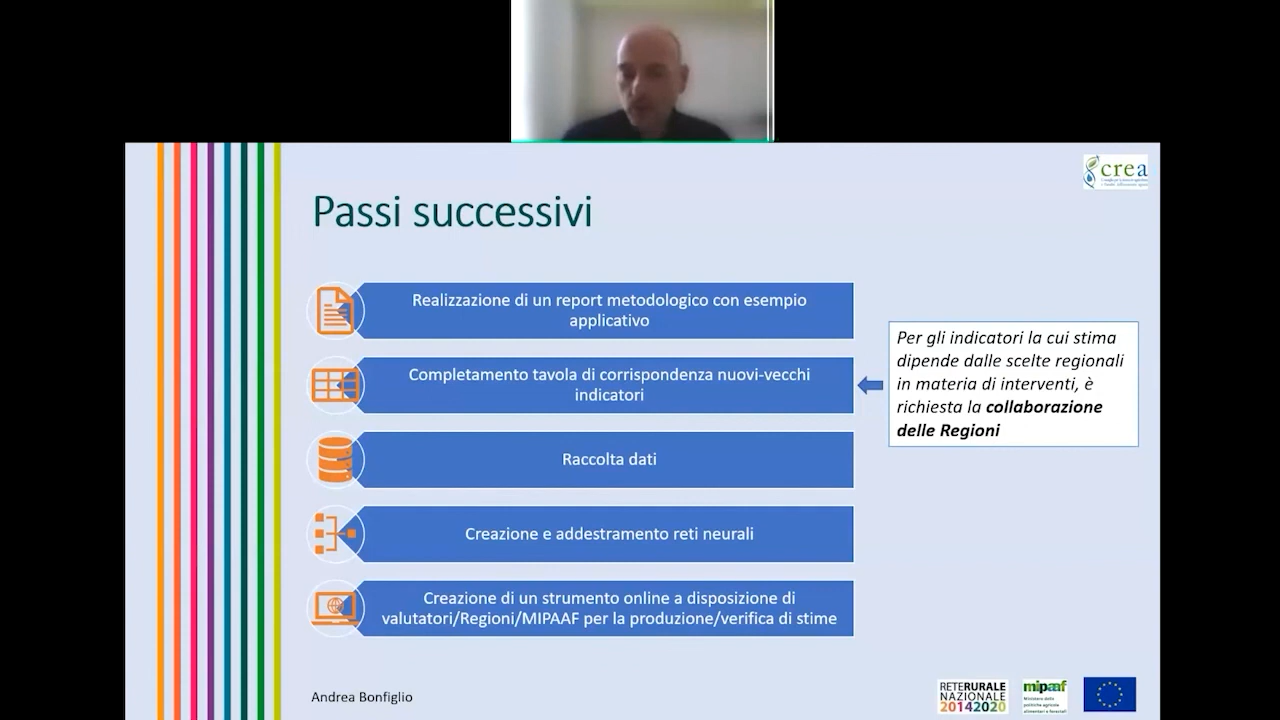 crea
Passi successivi
Realizzazione di un report metodologico con esempio
applicativo
Completamento tavola di corrispondenza nuovi-vecchi
indicatori
Per gli indicatori la cui stima
dipende dalle scelte regionali
in materia di interventi, è
richiesta la collaborazione
delle Regioni
Raccolta dati
Creazione e addestramento reti neurali
Creazione di un strumento online a disposizione di
valutatori/Regioni/MIPAAF per la produzione/verifica di stime
Andrea Bonfiglio
RETERURALE
NAZIONALE
20142020
mipaaf